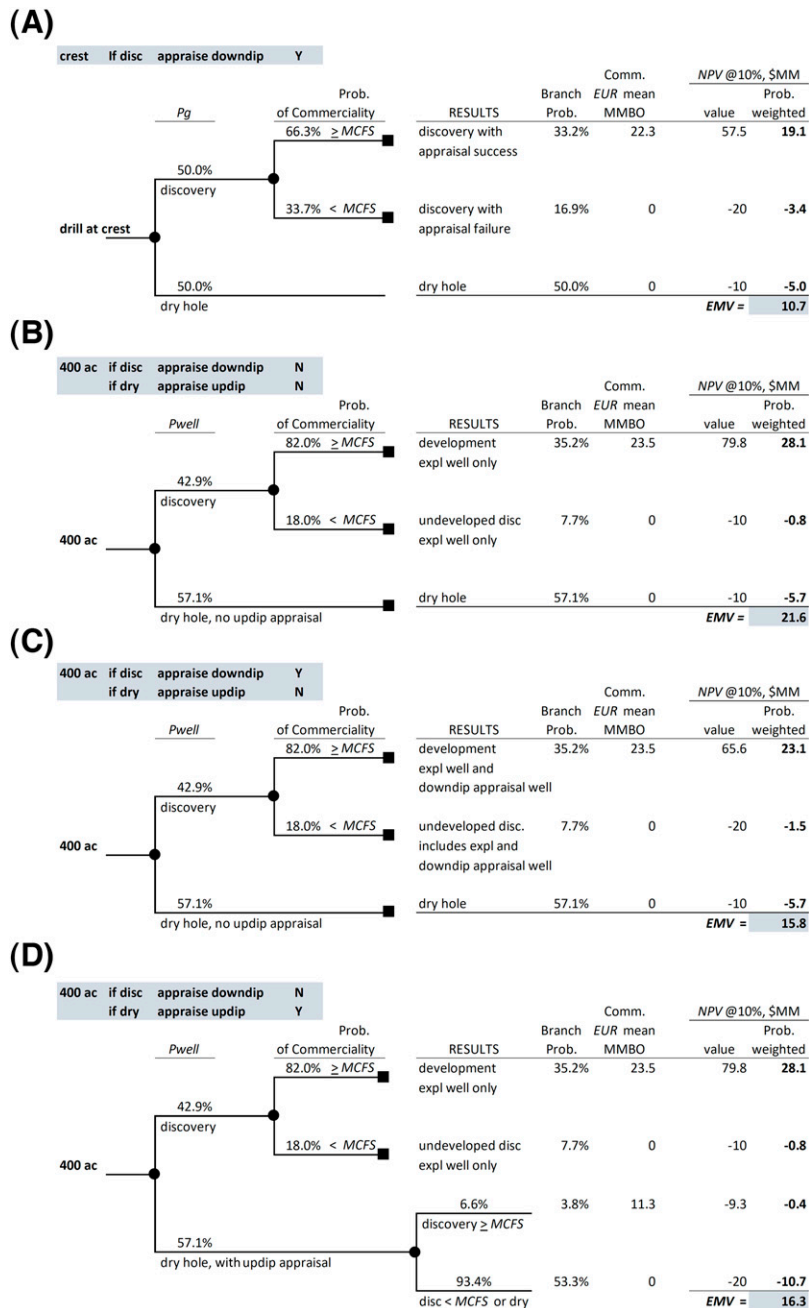 (A)
crest If disc appraise downdip Y
Prob. Comm. NPV @10%, $MM
Branch EUR mean Prob.
Pg of Commerciality RESULTS Prob. MMBO value weighted
66.3% ≥ MCFS discovery with 33.2% 22.3 57.5 19.1
appraisal success
50.0%
discovery
33.7% < MCFS discovery with 16.9% 0 -20 -3.4
appraisal failure
drill at crest
50.0% dry hole 50.0% 0 -10 -5.0
dry hole EMV = 10.7
(B)
400 ac if disc appraise downdip N
if dry appraise updip N
Comm. NPV @10%, $MM
Prob. Branch EUR mean Prob.
Pwell of Commerciality RESULTS Prob. MMBO value weighted
82.0% ≥ MCFS development 35.2% 23.5 79.8 28.1
expl well only
42.9%
discovery
18.0% < MCFS undeveloped disc 7.7% 0 -10 -0.8
expl well only
400 ac
57.1% dry hole 57.1% 0 -10 -5.7
dry hole, no updip appraisal EMV = 21.6
(C)
400 ac if disc appraise downdip Y
if dry appraise updip N
Comm. NPV @10%, $MM
Prob. Branch EUR mean Prob.
Pwell of Commerciality RESULTS Prob. MMBO value weighted
82.0% ≥ MCFS development 35.2% 23.5 65.6 23.1
expl well and
downdip appraisal well
42.9%
discovery
18.0% < MCFS undeveloped disc. 7.7% 0 -20 -1.5
includes expl and
downdip appraisal well
400 ac
57.1% dry hole 57.1% 0 -10 -5.7
dry hole, no updip appraisal EMV = 15.8
(D)
400 ac if disc appraise downdip N
if dry appraise updip Y
Comm. NPV @10%, $MM
Prob. Branch EUR mean Prob.
Pwell of Commerciality RESULTS Prob. MMBO value weighted
82.0% ≥ MCFS development 35.2% 23.5 79.8 28.1
expl well only
42.9%
discovery
18.0% < MCFS undeveloped disc 7.7% 0 -10 -0.8
expl well only
400 ac
6.6% 3.8% 11.3 -9.3 -0.4
discovery ≥ MCFS
57.1%
dry hole, with updip appraisal
93.4% 53.3% 0 -20 -10.7
disc < MCFS or dry EMV = 16.3